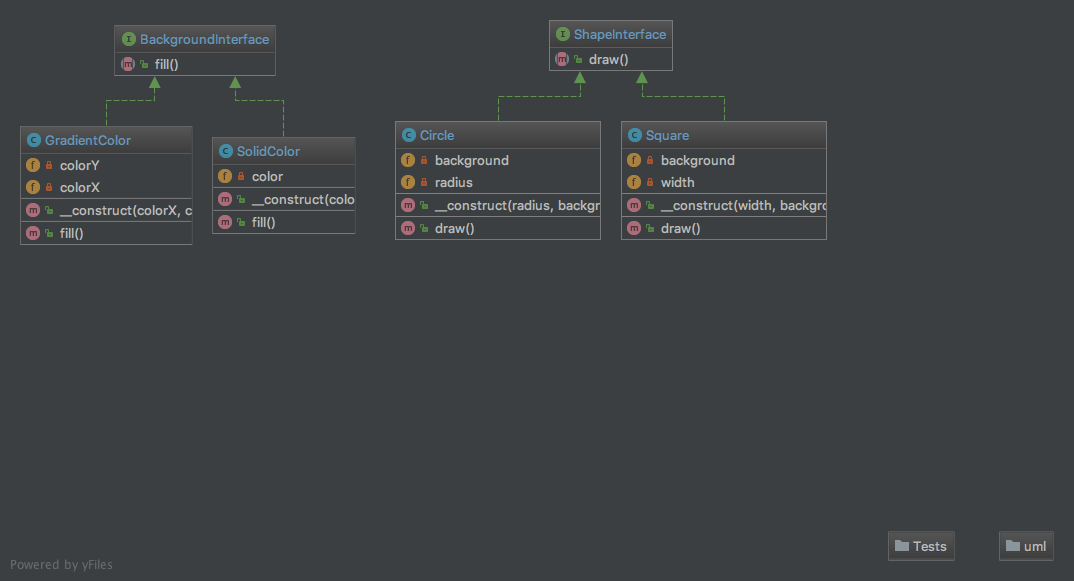 BackgroundInterface
fill()
ShapeInterface
draw()
GradientColor
colorY
colorX
__construct(colorX, c
fill()
SolidColor
color
__construct(colo
fill()
Circle
background
radius
__construct(radius, backgr
draw()
Square
background
width
__construct(width, backgro
draw()
Tests
uml
Powered by yFiles